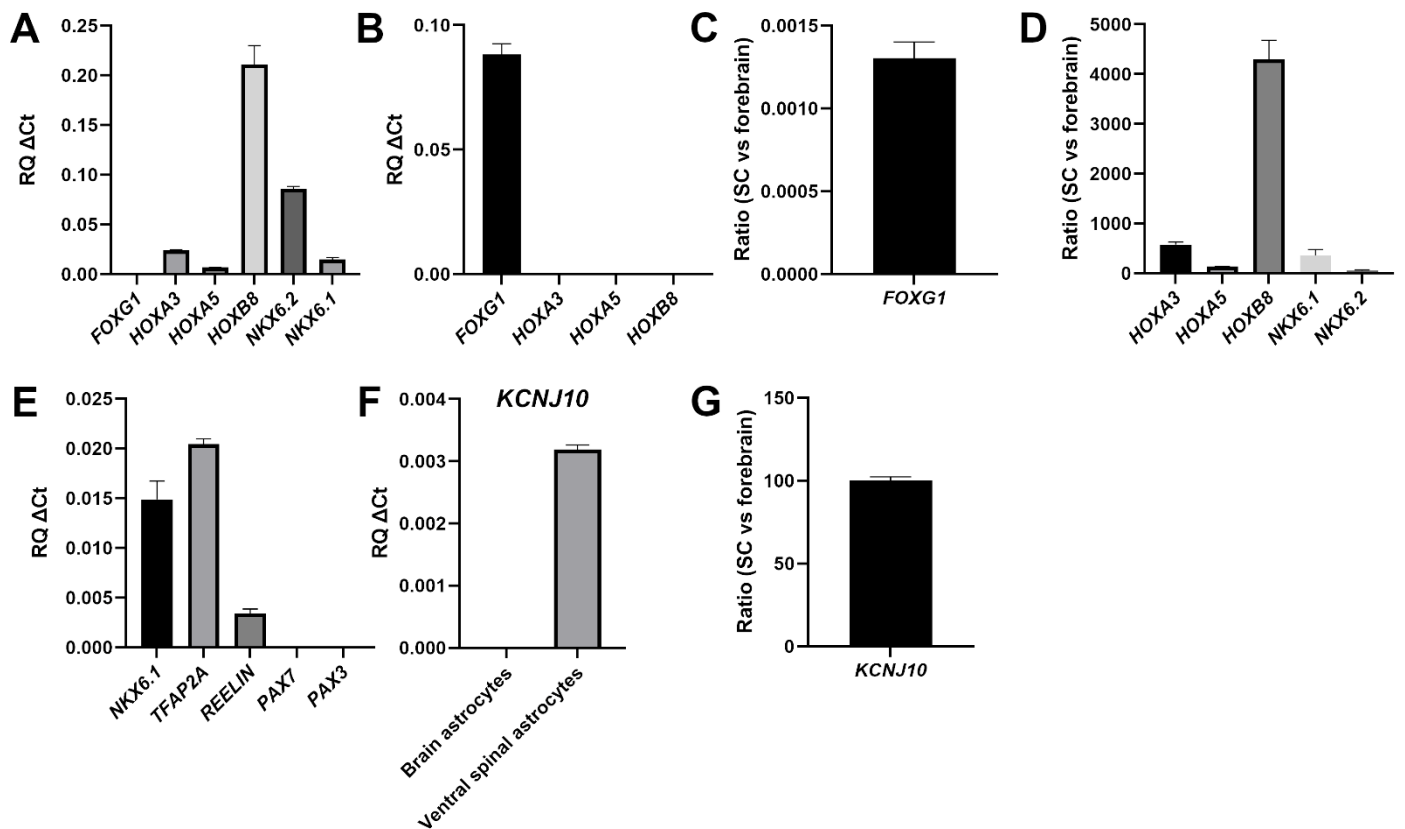 A
RQ ΔCt
0.25
0.20
0.15
0.10
0.05
0.00
FOXG1
HOXA3
HOXA5
HOXB8
NKX6.2
NKX6.1
B
RQ ΔCt
0.10
0.05
0.00
FOXG1
HOXA3
HOXA5
HOXB8
C
Ratio (SC vs forebrain)
0.0015
0.0010
0.0005
0.0000
FOXG1
D
Ratio (SC vs forebrain)
5000
4000
3000
2000
1000
0
HOXA3
HOXA5
HOXB8
NKX6.1
NKX6.2
E
RQ ΔCt
0.025
0.020
0.015
0.010
0.005
0.000
NKX6.1
TFAP2A
REELIN
PAX7
PAX3
F
KCNJ10
RQ ΔCt
0.004
0.003
0.002
0.001
0.000
Brain astrocytes
Ventral spinal astrocytes
G
Ratio (SC vs forebrain)
150
100
50
0
KCNJ10